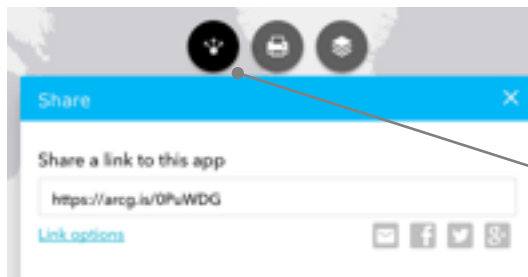 Share
Share a link to this app
https://arcg.is/0PuWDG
Link options